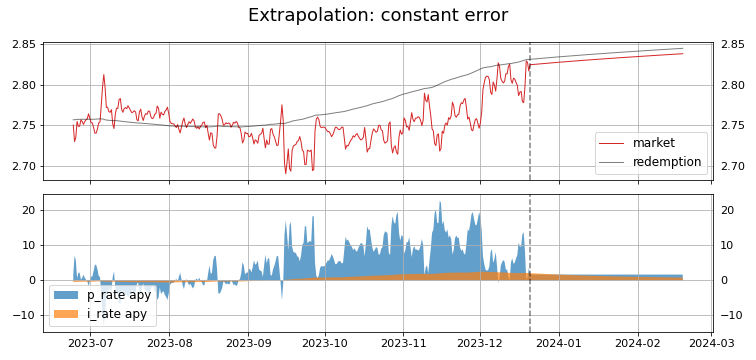 Extrapolation: constant error
2.85 2.85
2.80 2.80
2.75 2.75
2.70 2.70
market
redemption
20 20
10 10
0 0
−10 −10
p_rate apy
i_rate apy
2023-07 2023-08 2023-09 2023-10 2023-11 2023-12 2024-01 2024-02 2024-03